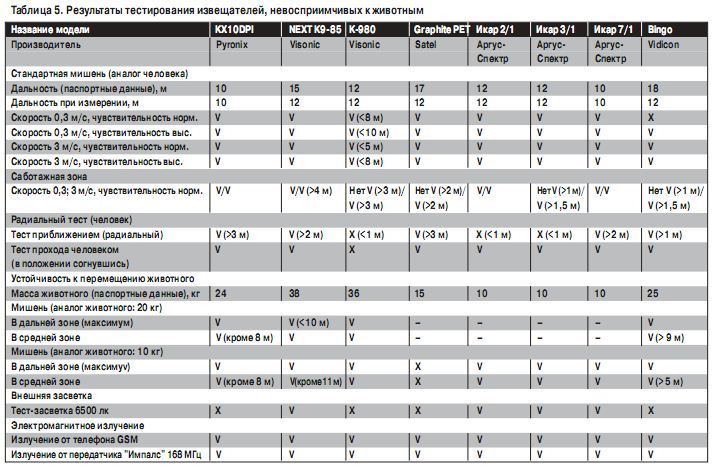 Таблица 5. Результаты тестирования извещателей, невосприимчивых к животным
Название модели KX10DPI NEXT K9-85 K-980 Graphite PET Икар 2/1 Икар 3/1 Икар 7/1 Bingo
Производитель Pyronix Visonic Visonic Satel Аргус-Спектр Аргус-Спектр Аргус-Спектр Vidicon
Стандартная мишень (аналог человека)
Дальность (паспортные данные), м 10 15 12 17 12 12 10 18
Дальность при измерении, м 10 12 12 12 12 12 10 12
Скорость 0,3 м/с, чувствительность норм. V V V (<8 м) V V V V X
Скорость 0,3 м/с, чувствительность выс. V V V (<10 м) V V V V V
Скорость 3 м/с, чувствительность норм. V V V (<5 м) V V V V V
Скорость 3 м/с, чувствительность выс. V V V (<8 м) V V V V V
Саботажная зона
Скорость 0,3; 3 м/с, чувствительность норм. V/V V/V (>4 м) Нет V (>3 м)/ Нет V (>2 м)/ V/V Нет V (>1м)/ V/V Нет V (>1 м)/
V (>3 м) V (>2 м) V (>1,5 м) V (>1,5 м)
Радиальный тест (человек)
Тест приближением (радиальный) V (>3 м) V (>2 м) X (<1 м) V (>3 м) X (<1 м) X (<1 м) V (>2 м) V (>1 м)
Тест прохода человеком V V X V V V V V
(в положении согнувшись)
Устойчивость к перемещению животного
Масса животного (паспортные данные), кг 24 38 36 15 10 10 10 25
Мишень (аналог животного: 20 кг)
В дальней зоне (максимум) V V (<10 м) V – – – – V
В средней зоне V (кроме 8 м) V V – – – – V (> 9 м)
Мишень (аналог животного: 10 кг)
В дальней зоне (максимуv) V V V X V V V V
В средней зоне V (кроме 8 м) V(кроме11м) V X V V V V (>5 м)
Внешняя засветка
Тест-засветка 6500 лк X V X X V V V X
Электромагнитное излучение
Излучение от телефона GSM V V V V V V V V
Излучение от передатчика "Импалс" 168 МГц V V V V V V V V